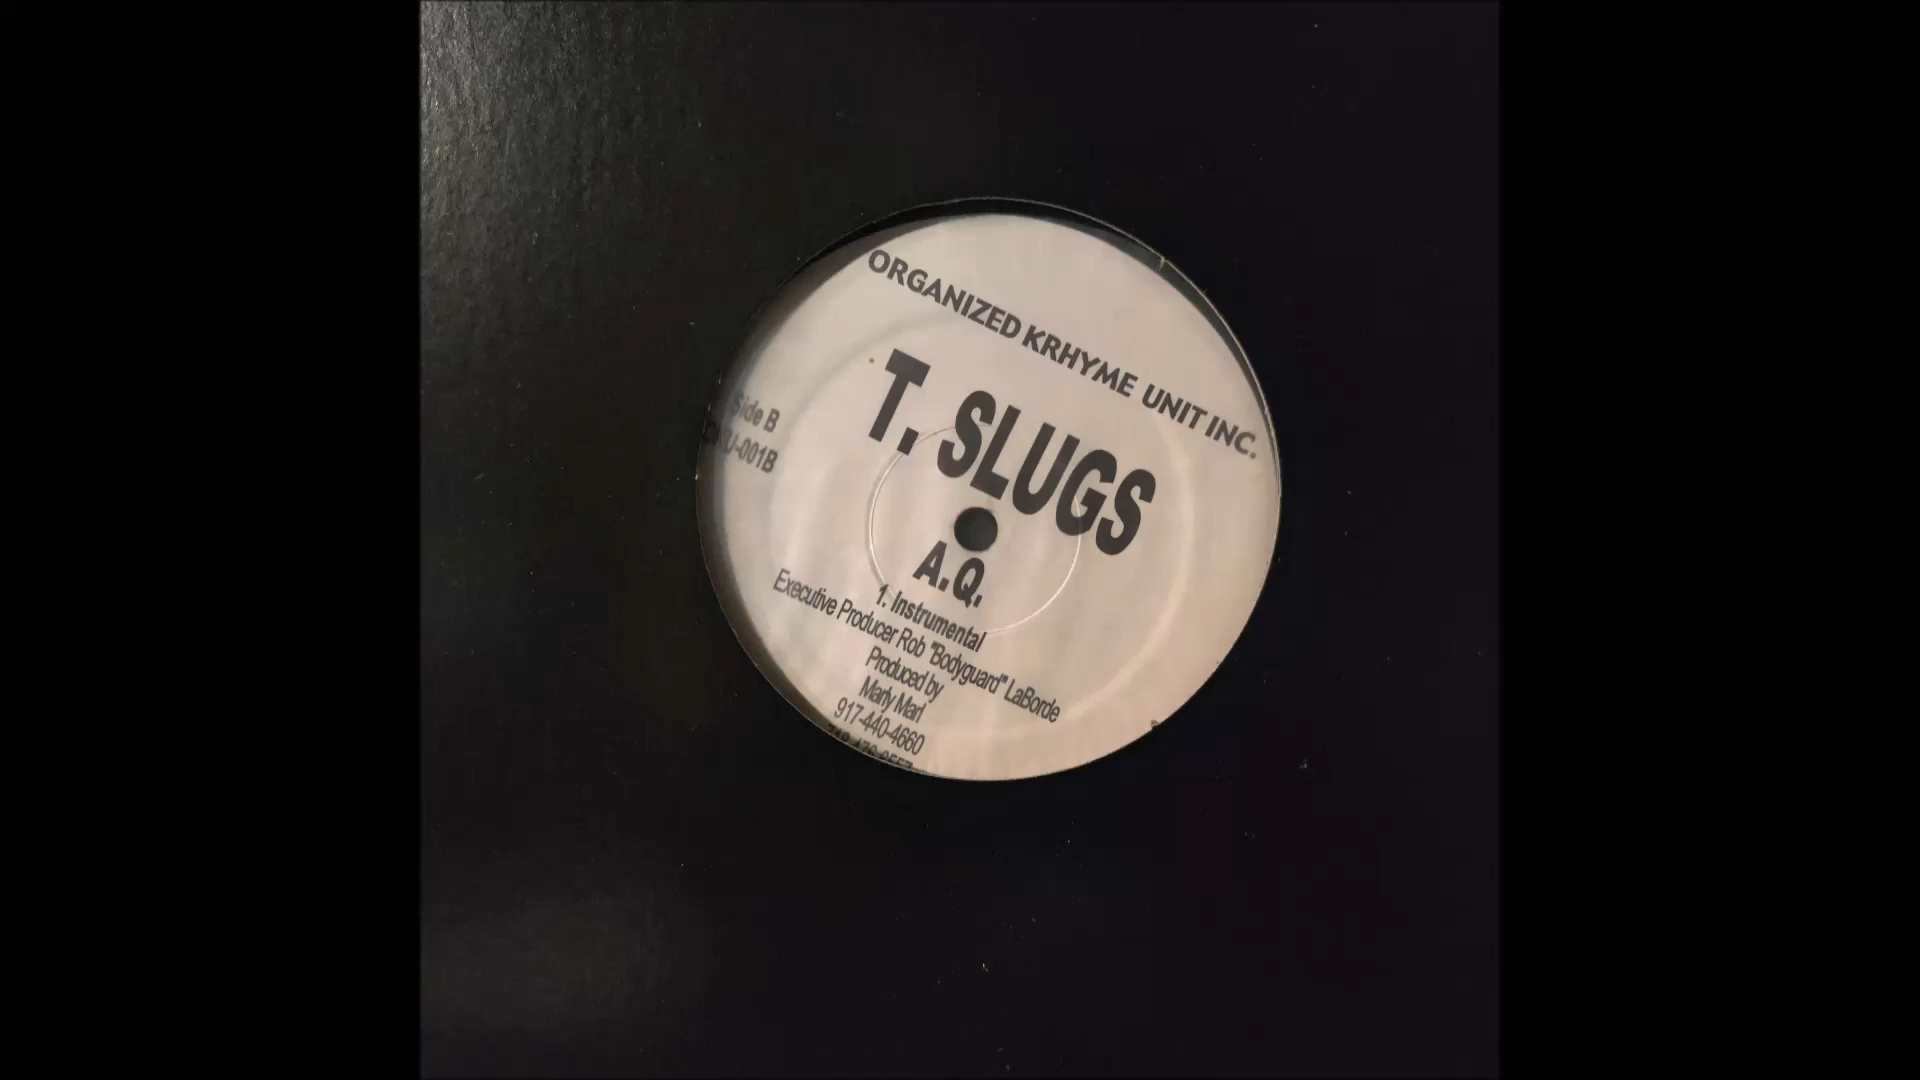 ORGANIZED KRHYME UNIT INC.
T. SLUGS
Side B
U-001B
A.Q.
1. Instrumental
Executive Producer Rob "Bodyguard" LaBorde
Produced by
Marly Marl
917-440-4660